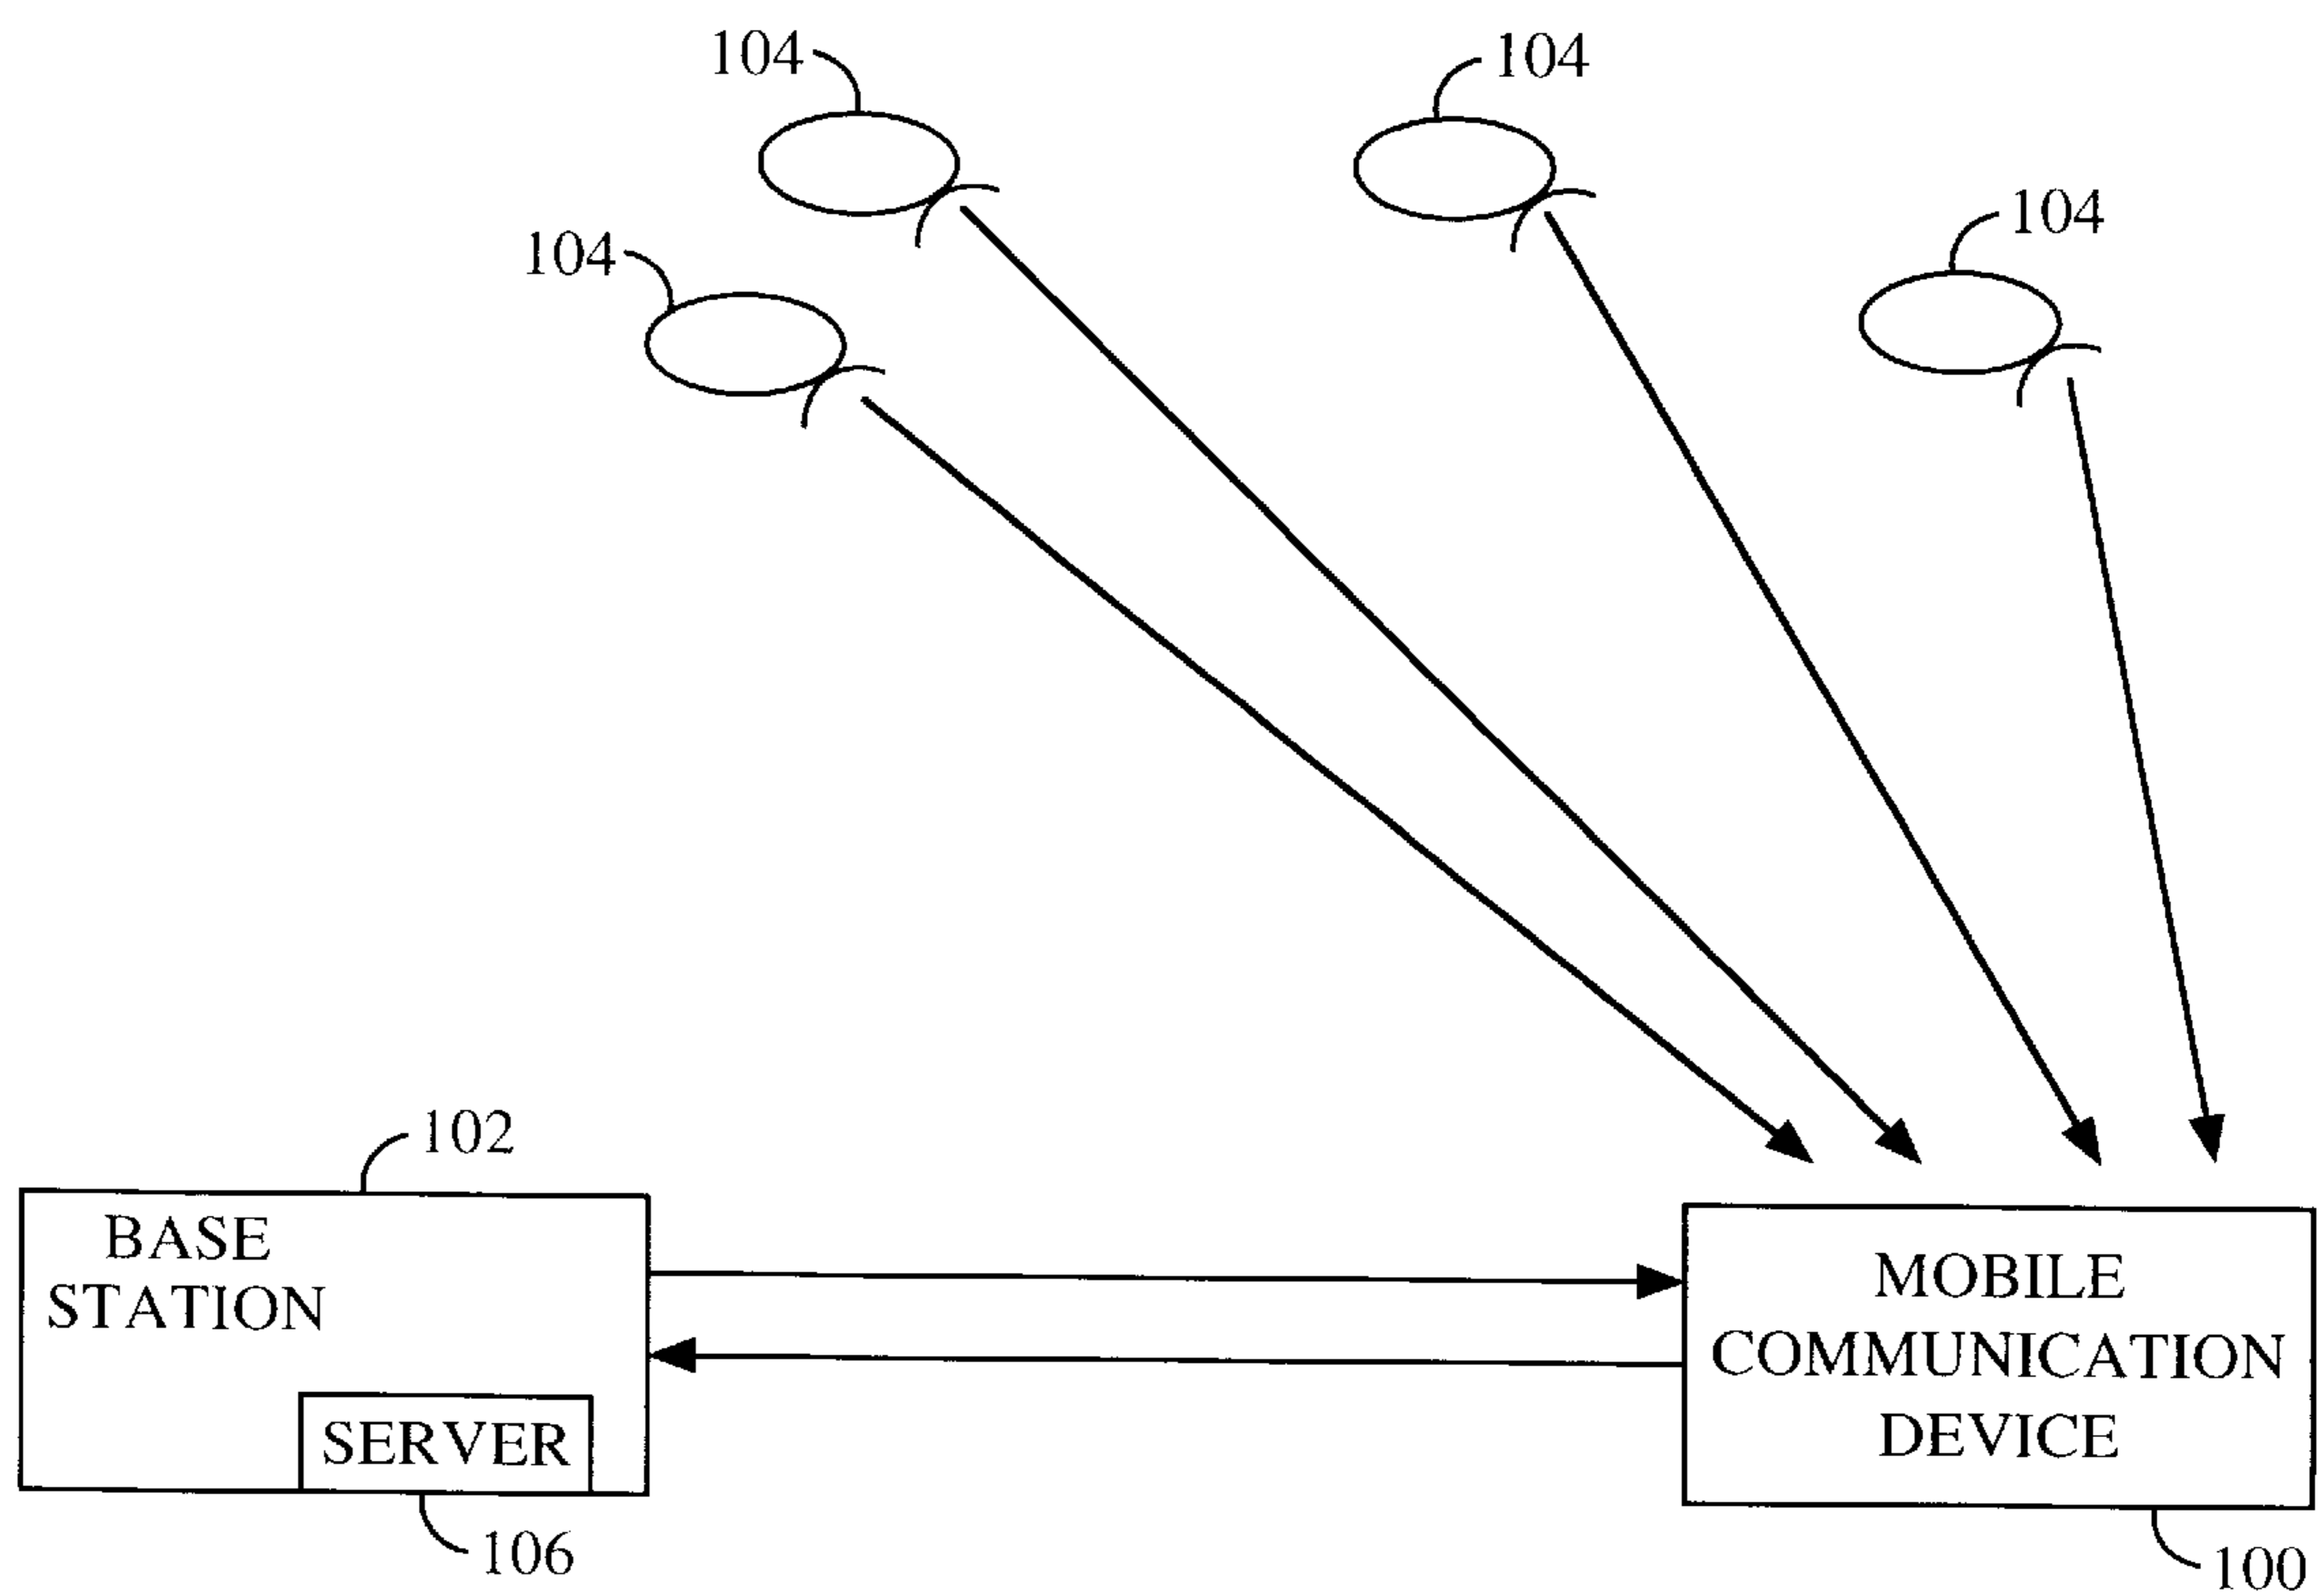 104
104
104
104
102
BASE
STATION
SERVER
106
MOBILE
COMMUNICATION
DEVICE
100